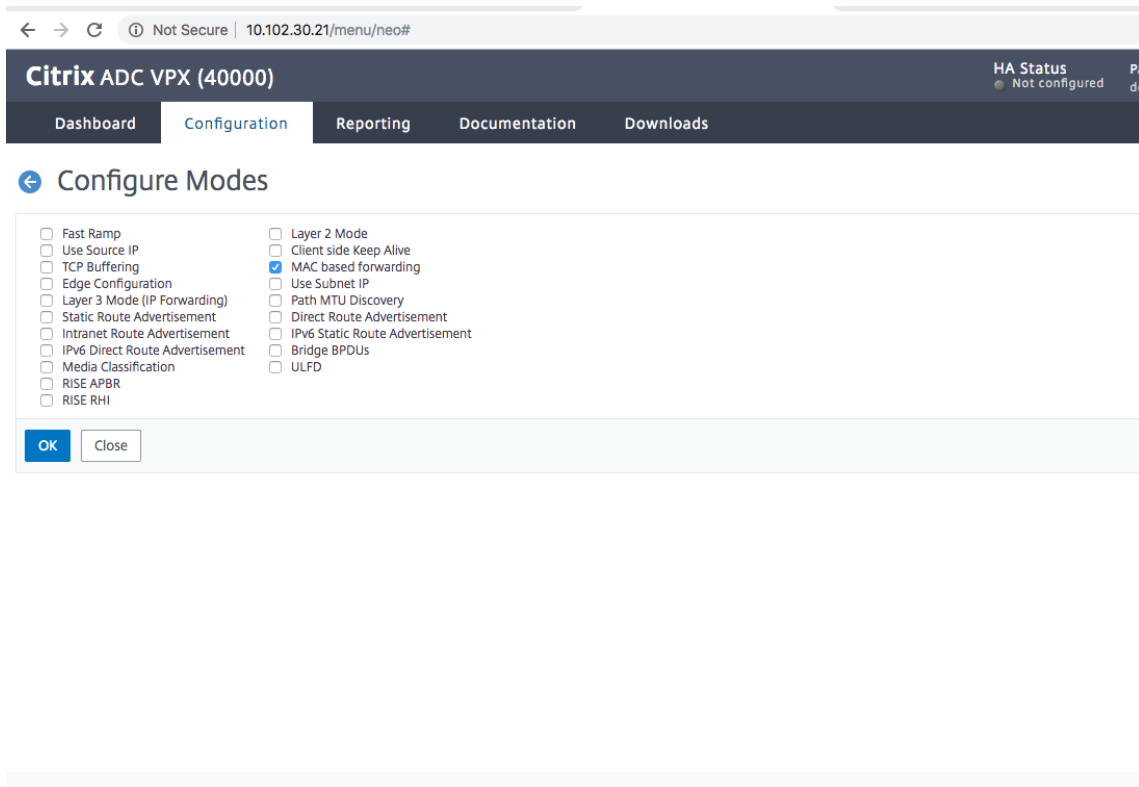 Not Secure | 10.102.30.21/menu/neo#
Citrix ADC VPX (40000)
HA Status
Not configured
Dashboard
Configuration
Reporting
Documentation
Downloads
Configure Modes
Fast Ramp
Layer 2 Mode
Use Source IP
Client side Keep Alive
TCP Buffering
MAC based forwarding
Edge Configuration
Use Subnet IP
Layer 3 Mode (IP Forwarding)
Path MTU Discovery
Static Route Advertisement
Direct Route Advertisement
Intranet Route Advertisement
IPv6 Static Route Advertisement
IPv6 Direct Route Advertisement
Bridge BPDUs
Media Classification
ULFD
RISE APBR
RISE RHI
OK
Close